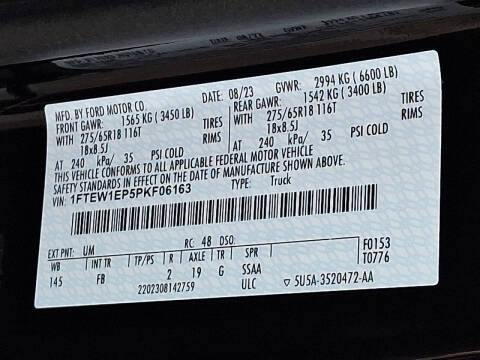 MFD. BY FORD MOTOR CO. DATE: 08/23 GVWR: 2994 KG ( 6600 LB)
FRONT GAWR: 1565 KG ( 3450 LB) REAR GAWR: 1542 KG ( 3400 LB)
275/65R18 116T TIRES 275/65R18 116T TIRES
18x8.5J RIMS 18x8.5J RIMS
AT 240 kPa/ 35 PSI COLD AT 240 kPa/ 35 PSI COLD
THIS VEHICLE CONFORMS TO ALL APPLICABLE FEDERAL MOTOR VEHICLE
SAFETY STANDARDS IN EFFECT ON THE DATE OF MANUFACTURE SHOWN ABOVE.
VIN: 1FTEW1EP5PKF06163 TYPE: Truck
EXT PNT: UM RC: 48 DSO: F0153
WB INT TR TP/PS R AXLE TR SPR T0776
145 FB 2 19 G SSAA
2202308142759 ULC 5U5A-3520472-AA